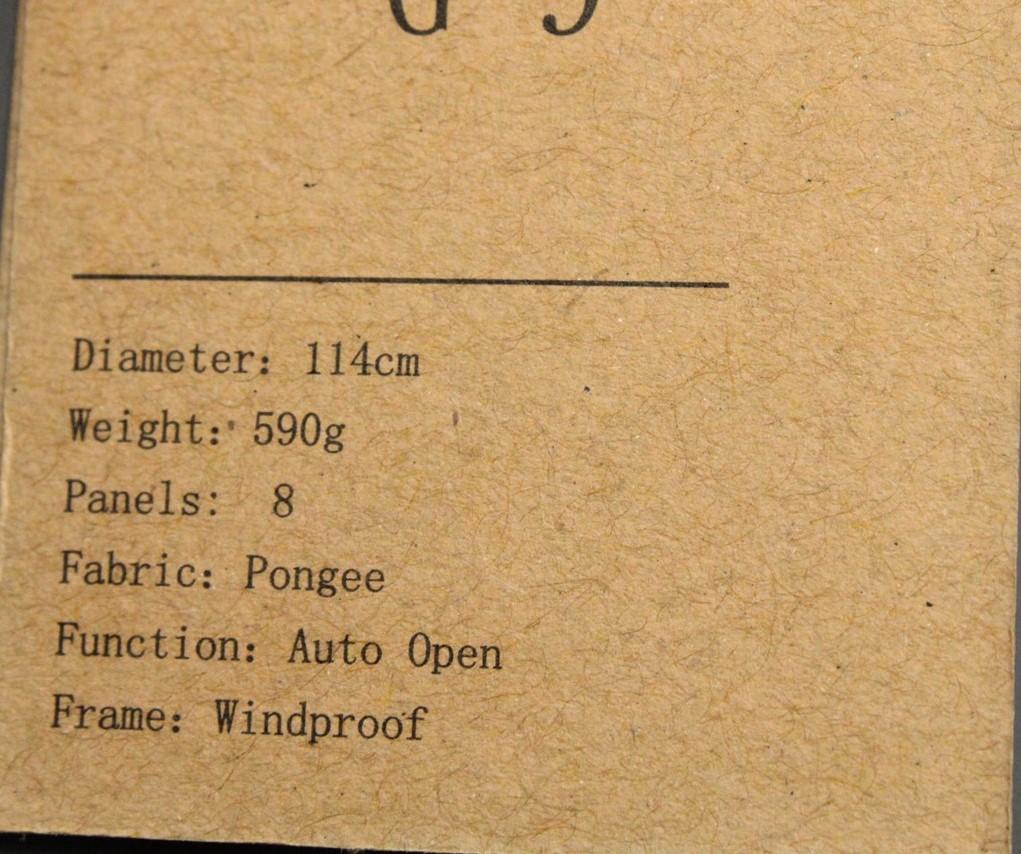 Diameter: 114cm
Weight: 590g
Panels: 8
Fabric: Pongee
Function: Auto Open
Frame: Windproof